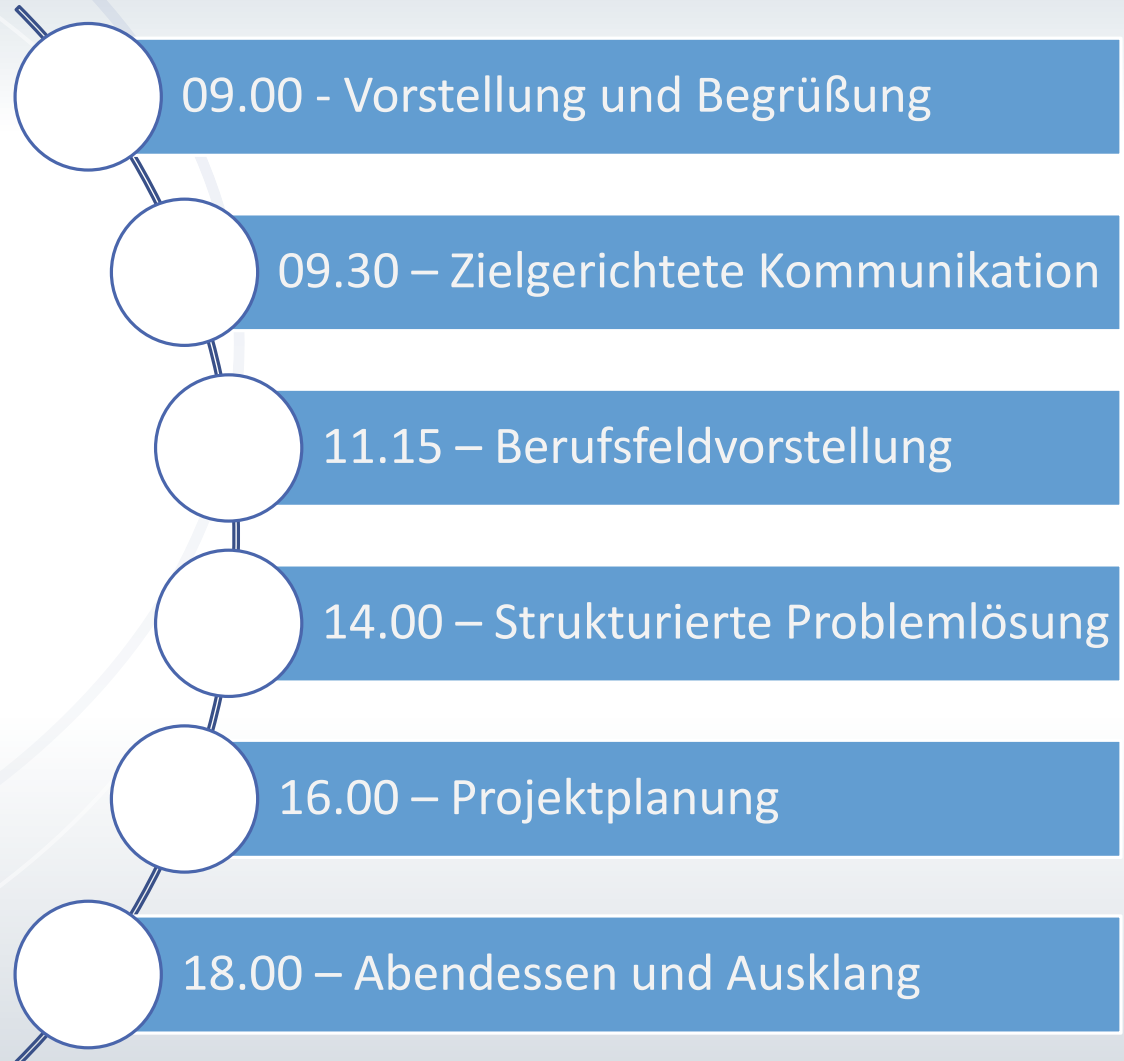 09.00 - Vorstellung und Begrüßung
09.30 – Zielgerichtete Kommunikation
11.15 – Berufsfeldvorstellung
14.00 – Strukturierte Problemlösung
16.00 – Projektplanung
18.00 – Abendessen und Ausklang